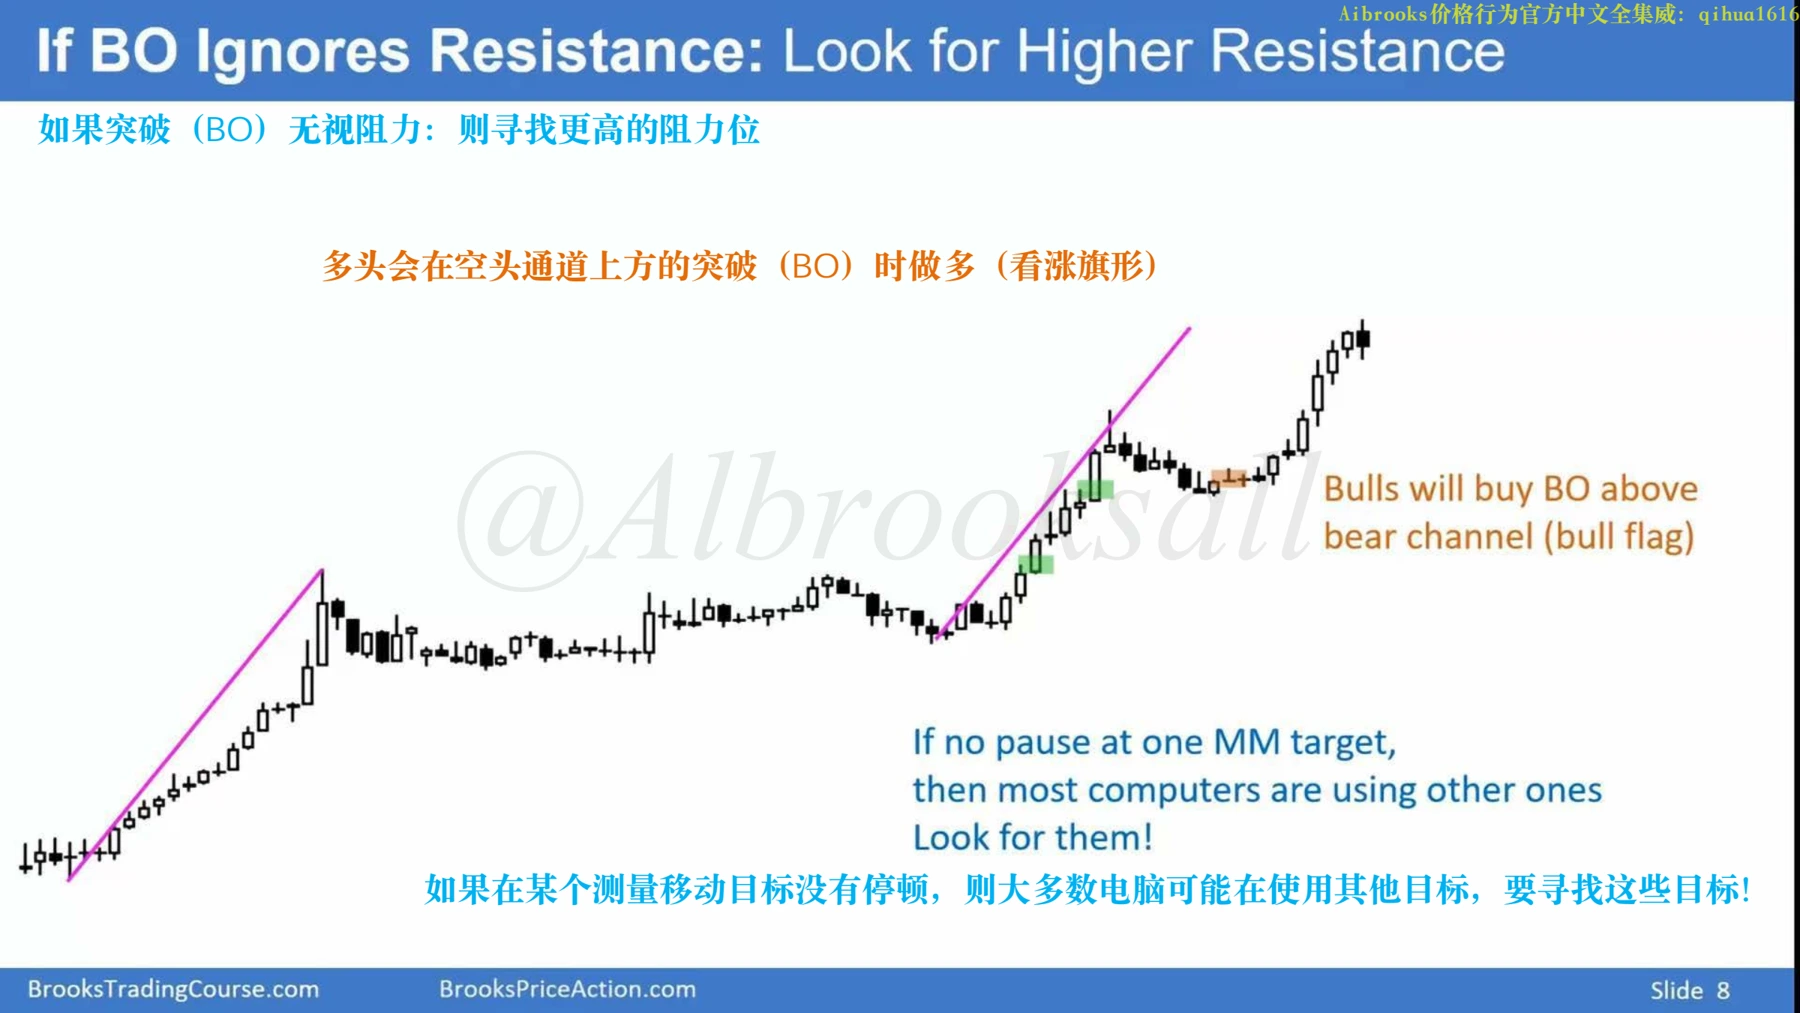 Aibrooks价格行为官方中文全集威：qihua1616
If BO Ignores Resistance: Look for Higher Resistance
如果突破（BO）无视阻力：则寻找更高的阻力位
多头会在空头通道上方的突破（BO）时做多（看涨旗形）
@Albrooksall
Bulls will buy BO above
bear channel (bull flag)
If no pause at one MM target,
then most computers are using other ones
Look for them!
如果在某个测量移动目标没有停顿，则大多数电脑可能在使用其他目标，要寻找这些目标！
BrooksTradingCourse.com
BrooksPriceAction.com
Slide 8